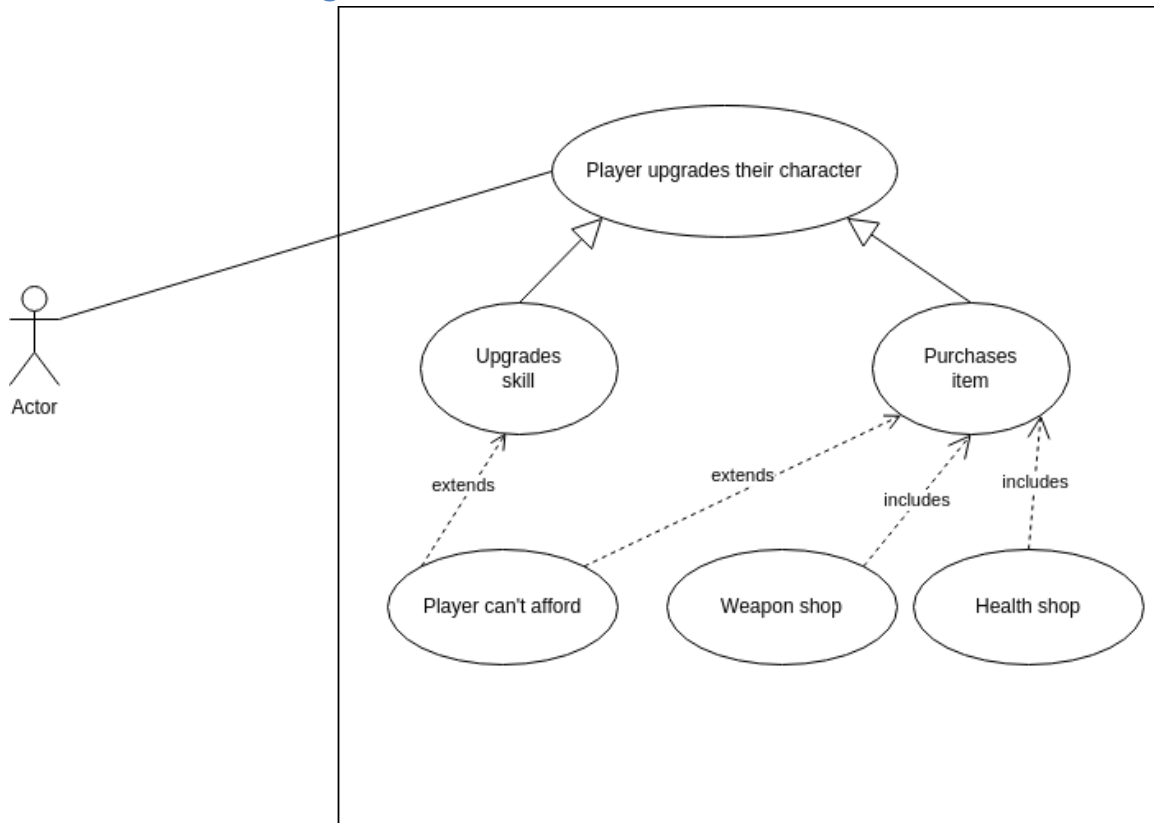 Player upgrades their character
Upgrades
skill
Purchases
item
Actor
extends
extends
includes
includes
Player can't afford
Weapon shop
Health shop